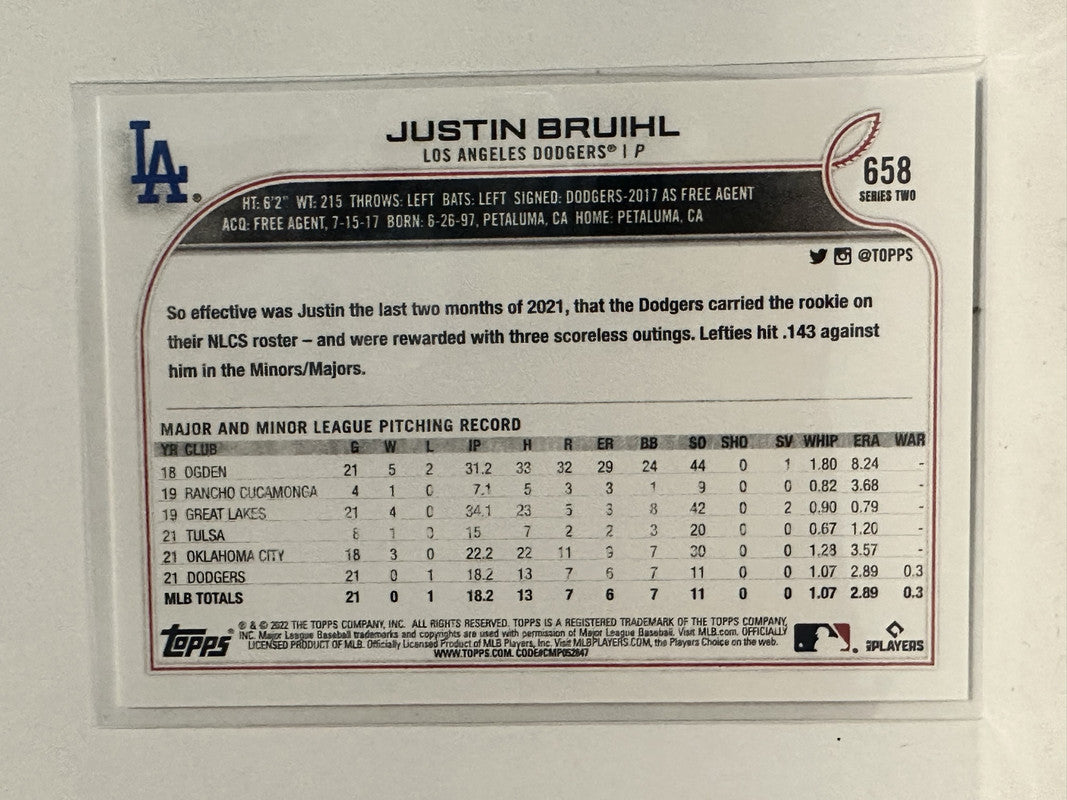 LA
JUSTIN BRUIHL
LOS ANGELES DODGERS® | P
658
SERIES TWO
HT: 6'2" WT: 215 THROWS: LEFT BATS: LEFT SIGNED: DODGERS-2017 AS FREE AGENT
ACQ: FREE AGENT, 7-15-17 BORN: 6-26-97, PETALUMA, CA HOME: PETALUMA, CA
@TOPPS
So effective was Justin the last two months of 2021, that the Dodgers carried the rookie on
their NLCS roster – and were rewarded with three scoreless outings. Lefties hit .143 against
him in the Minors/Majors.
MAJOR AND MINOR LEAGUE PITCHING RECORD
YR CLUB G W L IP H R ER BB SO SHO SV WHIP ERA WAR
18 OGDEN 21 5 2 31.2 33 32 29 24 44 0 1 1.80 8.24 -
19 RANCHO CUCAMONGA 4 1 0 7.1 5 3 3 1 9 0 0 0.82 3.68 -
19 GREAT LAKES 21 4 0 34.1 23 5 3 8 42 0 2 0.90 0.79 -
21 TULSA 1 15 7 2 2 3 20 0 0 0.67 1.20 -
21 OKLAHOMA CITY 18 3 0 22.2 22 11 9 7 30 0 0 1.28 3.57 -
21 DODGERS 21 0 1 18.2 13 7 6 7 11 0 0 1.07 2.89 0.3
MLB TOTALS 21 0 1 18.2 13 7 6 7 11 0 0 1.07 2.89 0.3
topps® ® & © 2022 THE TOPPS COMPANY, INC. ALL RIGHTS RESERVED. TOPPS IS A REGISTERED TRADEMARK OF THE TOPPS COMPANY,
INC. Major League Baseball trademarks and copyrights are used with permission of Major League Baseball. Visit MLB.com. OFFICIALLY
LICENSED PRODUCT OF MLB. Officially Licensed Product of MLB Players, Inc. Visit MLBPLAYERS.COM, the Players Choice on the web.
WWW.TOPPS.COM. CODE#CMP052847
PLAYERS